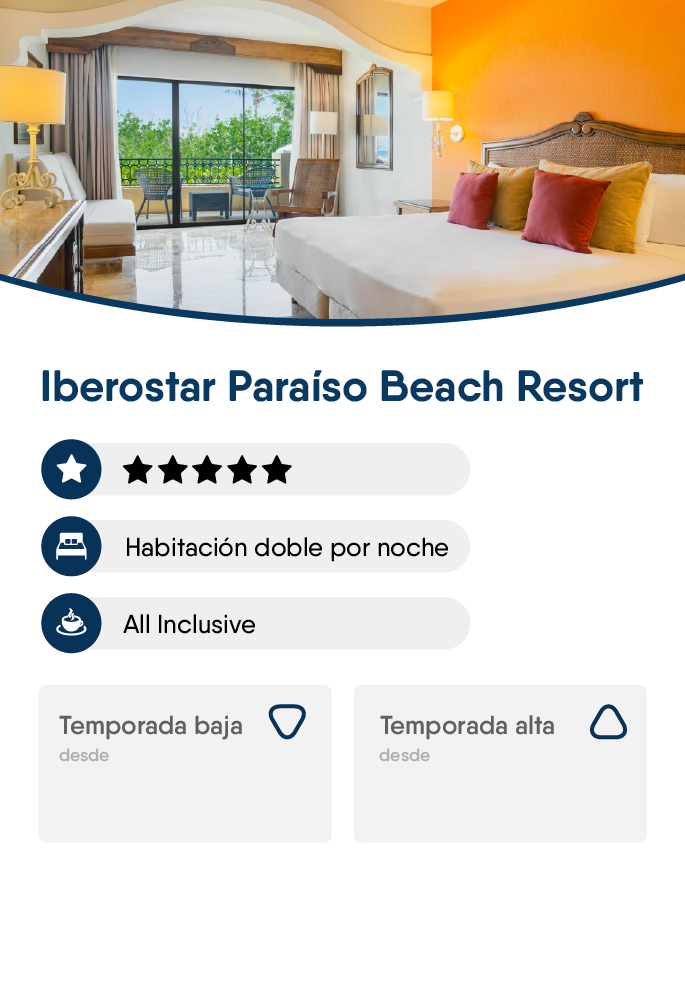 Iberostar Paraíso Beach Resort
Habitación doble por noche
All Inclusive
Temporada baja
desde
Temporada alta
desde